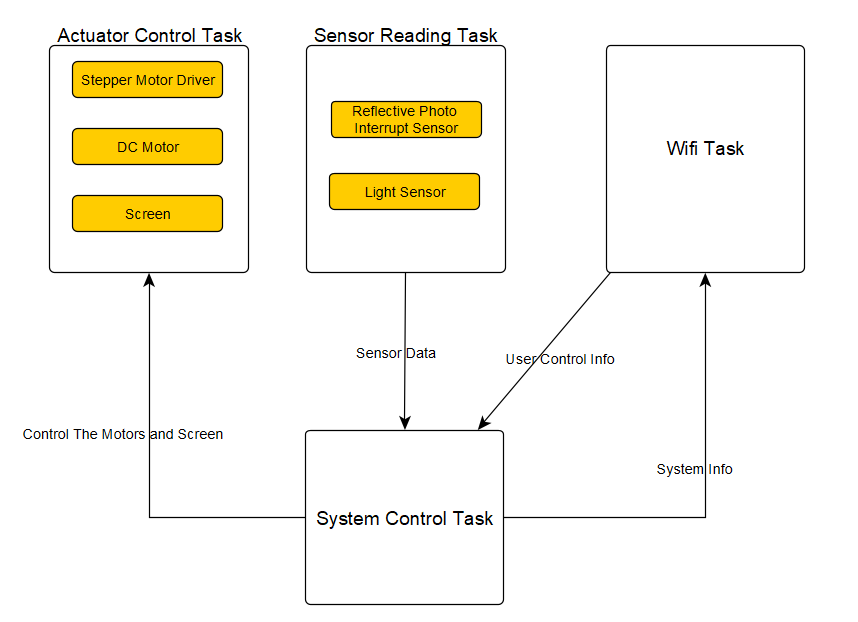 Actuator Control Task
Stepper Motor Driver
DC Motor
Screen
Sensor Reading Task
Reflective Photo
Interrupt Sensor
Light Sensor
Wifi Task
Sensor Data
User Control Info
Control The Motors and Screen
System Info
System Control Task